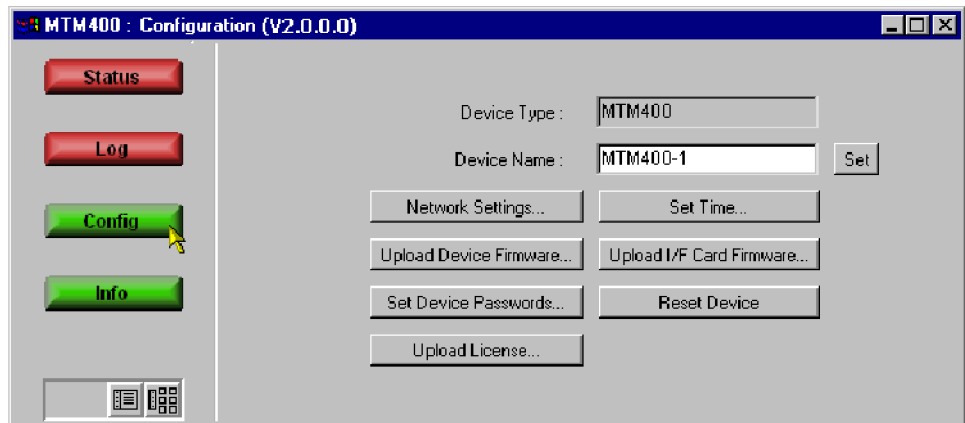 MTM400 : Configuration (V2.0.0.0)
Status
Log
Config
Info
Device Type : MTM400
Device Name : MTM400-1 Set
Network Settings... Set Time...
Upload Device Firmware... Upload I/F Card Firmware...
Set Device Passwords... Reset Device
Upload License...